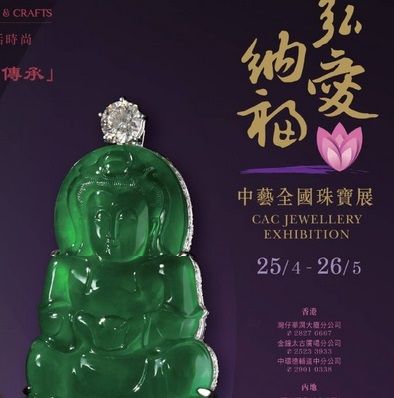 & CRAFTS
活時尚
傳承」
弘愛
納福
中藝全國珠寶展
CAC JEWELLERY
EXHIBITION
25/4 - 26/5
香港
灣仔華潤大廈分公司
✆ 2827 6667
金鐘太古廣場分公司
✆ 2523 3933
中環德輔道中分公司
✆ 2901 0338
內地